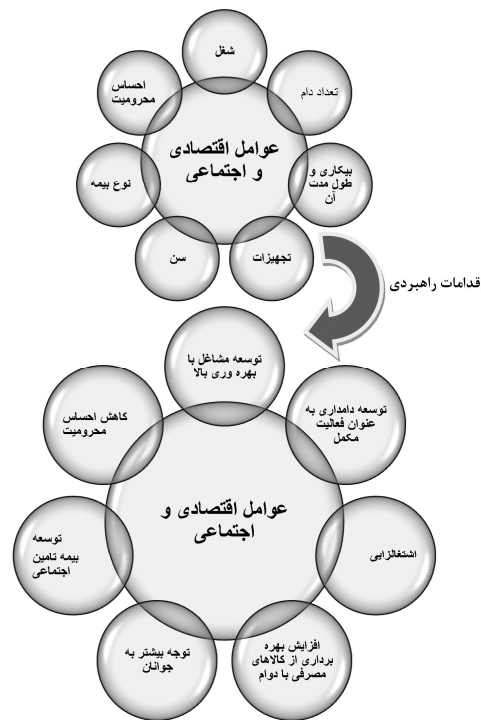 شغل
تعداد دام
احساس
محرومیت
عوامل اقتصادی
و اجتماعی
بیکاری و
طول مدت
آن
نوع بیمه
تجهیزات
سن
قدامات راهبردی
توسعه مشاغل با
بهره وری بالا
توسعه دامداری به
عنوان فعالیت
مکمل
کاهش احساس
محرومیت
عوامل اقتصادی و
اجتماعی
اشتغالزایی
توسعه
بیمه تامین
اجتماعی
افزایش بهره
برداری از کالاهای
مصرفی با دوام
توجه بیشتر به
جوانان